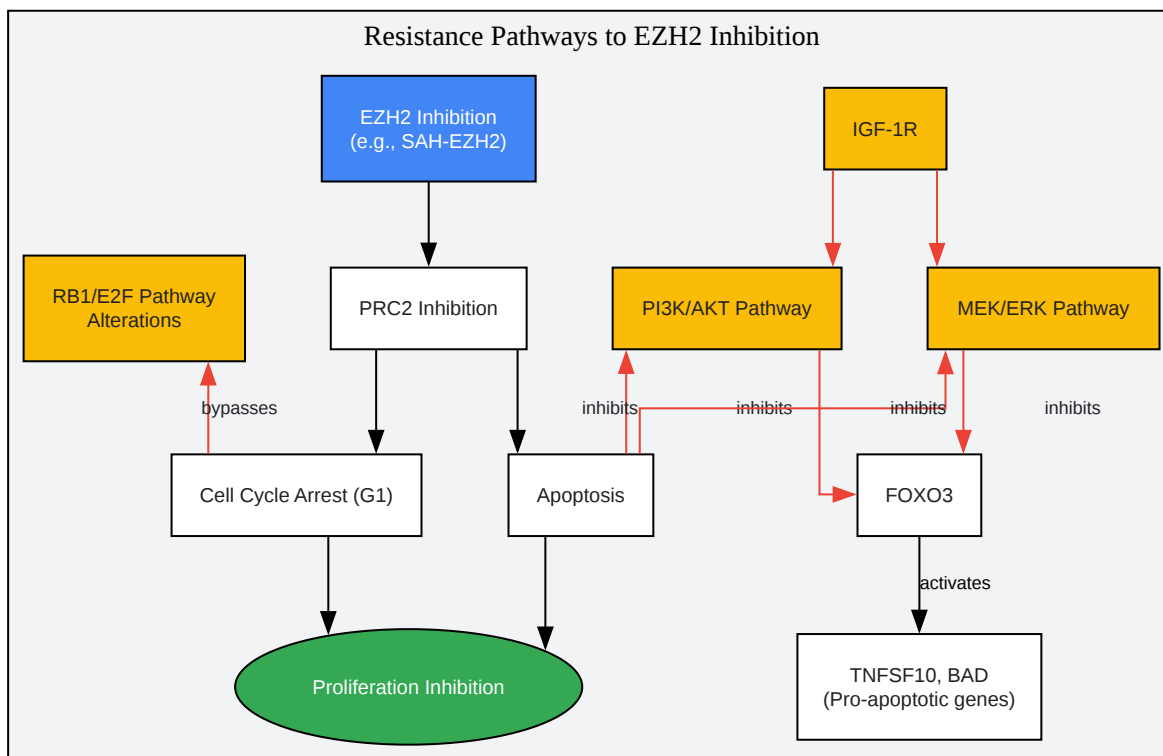 Resistance Pathways to EZH2 Inhibition
EZH2 Inhibition
(e.g., SAH-EZH2)
IGF-1R
RB1/E2F Pathway
Alterations
PRC2 Inhibition
PI3K/AKT Pathway
MEK/ERK Pathway
bypasses
inhibits
inhibits
inhibits
inhibits
Cell Cycle Arrest (G1)
Apoptosis
FOXO3
activates
Proliferation Inhibition
TNFSF10, BAD
(Pro-apoptotic genes)